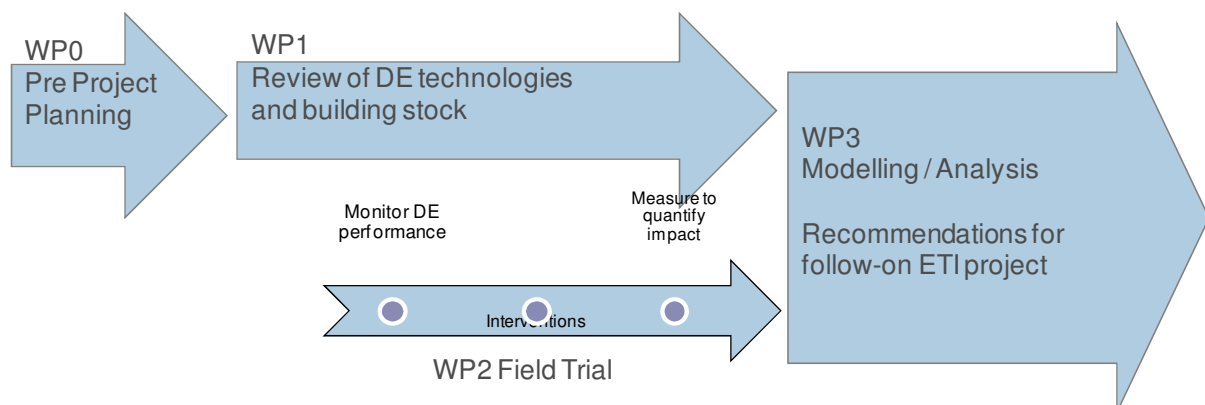 WP0
Pre Project
Planning
WP1
Review of DE technologies
and building stock
Monitor DE
performance
Measure to
quantify
impact
Interventions
WP2 Field Trial
WP3
Modelling / Analysis
Recommendations for
follow-on ETI project